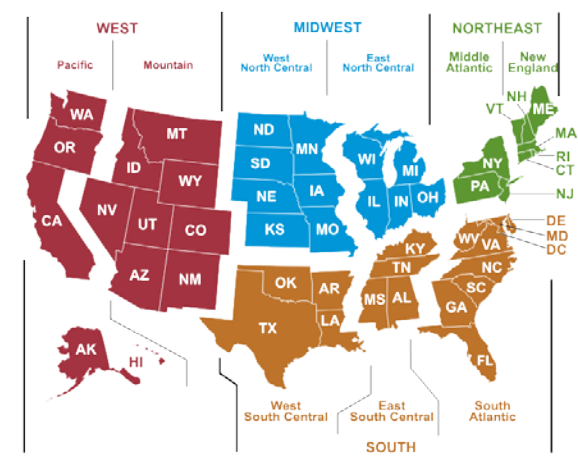 WEST
MIDWEST
NORTHEAST
Pacific
Mountain
West
North Central
East
North Central
Middle
Atlantic
New
England
WA
OR
CA
MT
ID
WY
NV
UT
CO
AZ
NM
AK
HI
ND
SD
NE
KS
MN
IA
MO
WI
MI
IL
IN
OH
NH
VT
ME
MA
RI
CT
NY
PA
NJ
DE
MD
DC
WV
VA
KY
TN
NC
SC
GA
FL
MS
AL
OK
AR
LA
TX
West
South Central
East
South Central
South
Atlantic
SOUTH